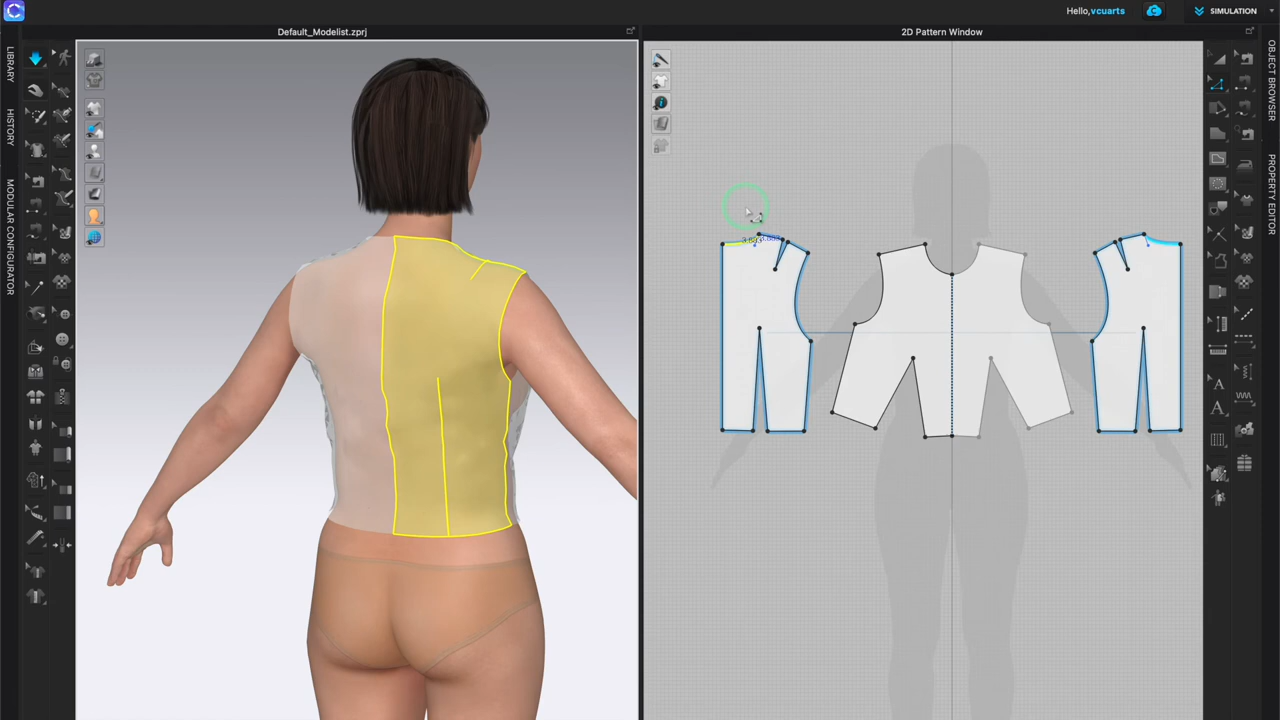 Hello,vcuarts
SIMULATION
Default_Modelist.zprj
2D Pattern Window
LIBRARY
HISTORY
MODULAR CONFIGURATOR
OBJECT BROWSER
PROPERTY EDITOR